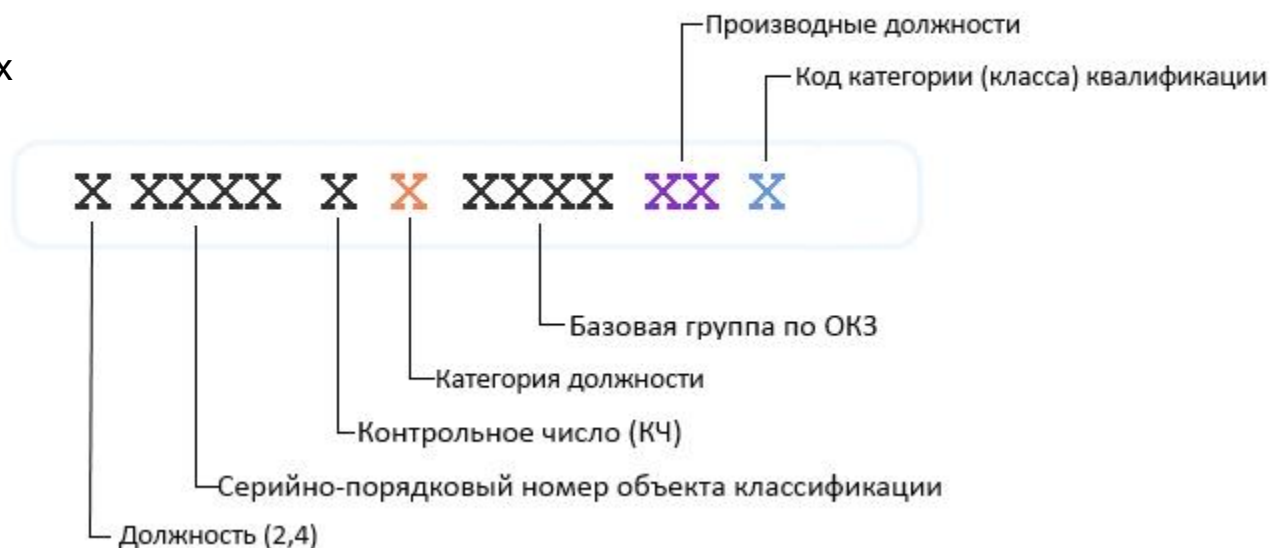 Производные должности
х
Код категории (класса) квалификации
X XXXX X X XXXX XX X
Базовая группа по ОКЗ
Категория должности
Контрольное число (КЧ)
Серийно-порядковый номер объекта классификации
Должность (2,4)